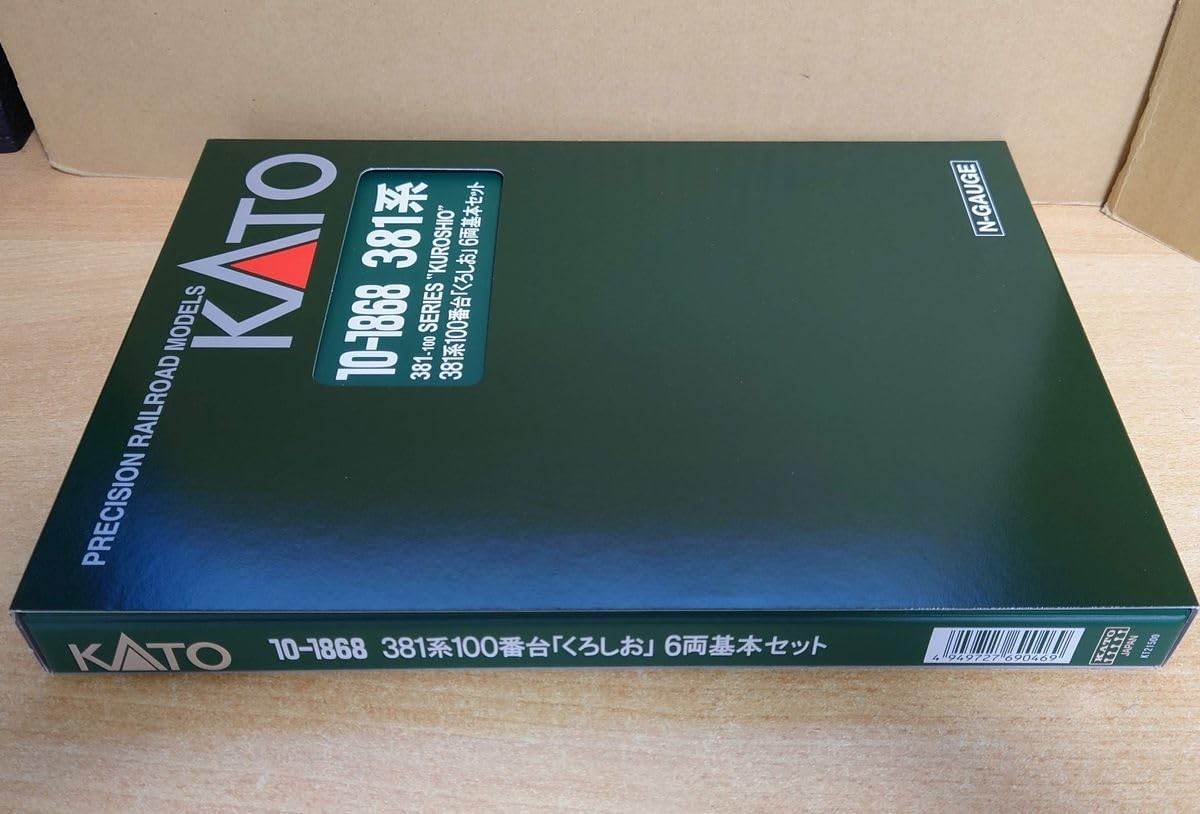 PRECISION RAILROAD MODELS
KATO
10-1868 381系
381-100 SERIES "KUROSHIO"
381系100番台「くろしお」6両基本セット
N-GAUGE
KATO
10-1868 381系100番台「くろしお」 6両基本セット
4 949727 690469
KATO
JAPAN
KT21500